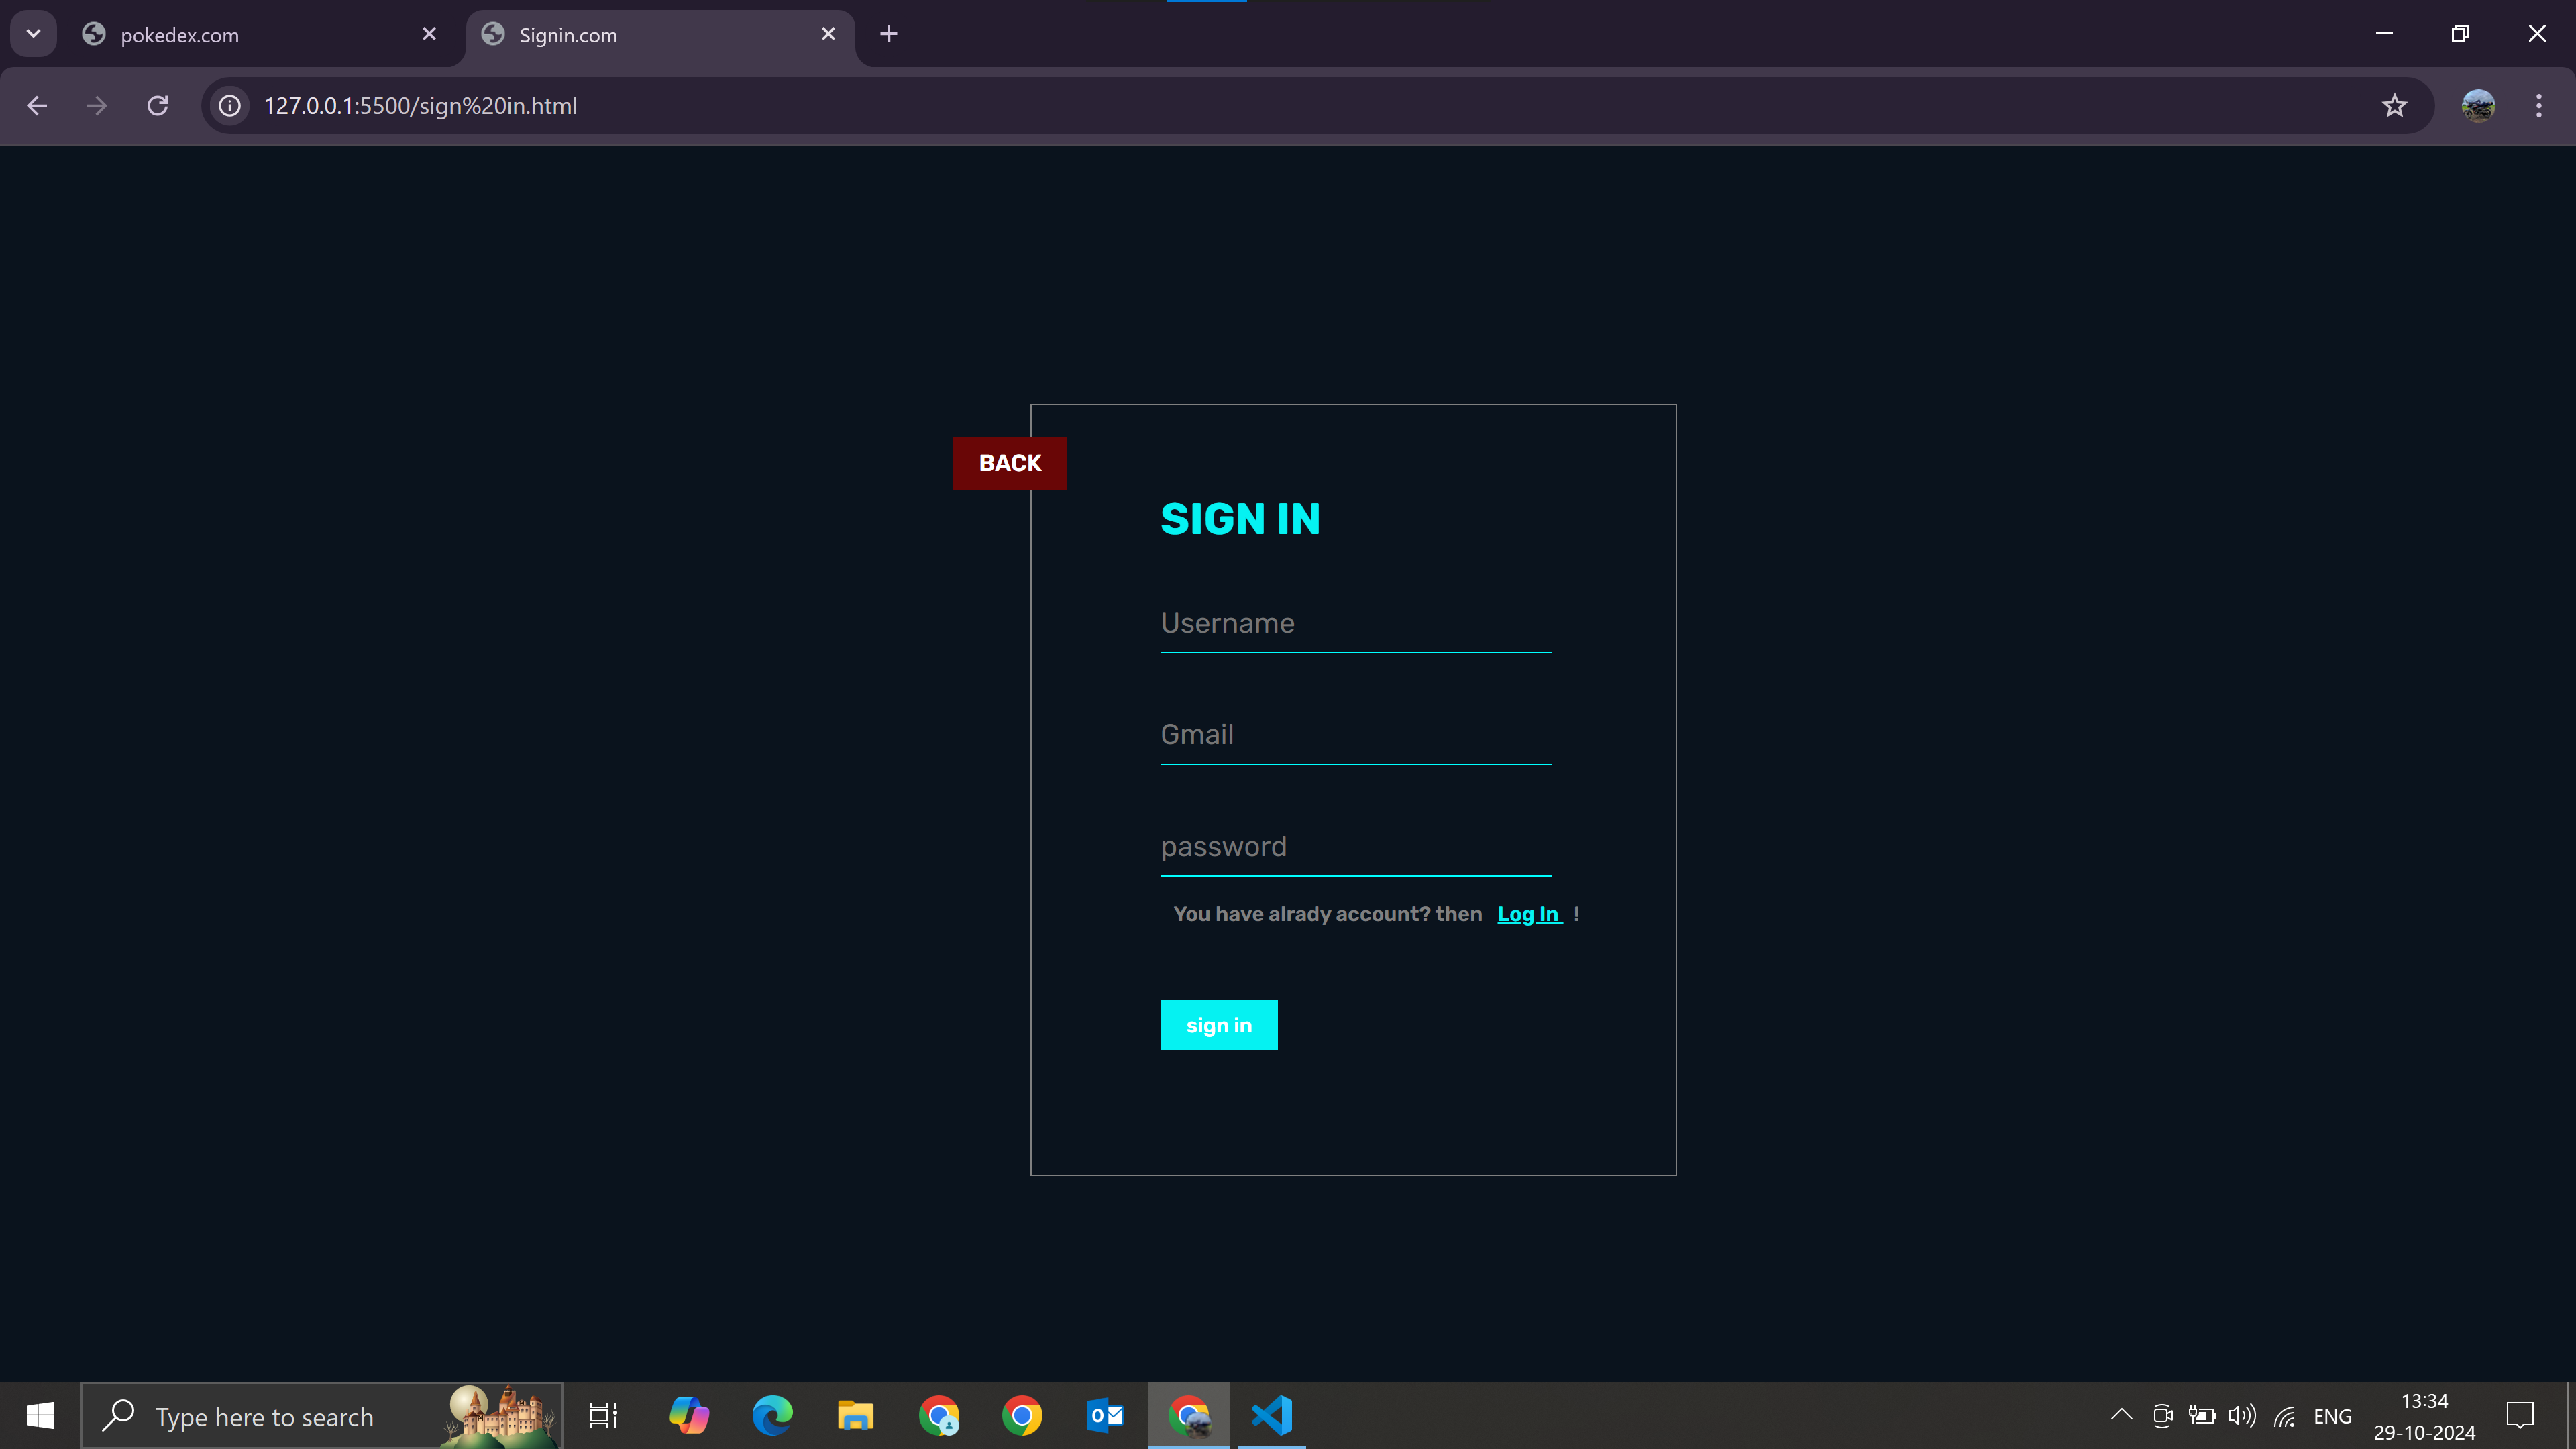 pokedex.com
Signin.com
127.0.0.1:5500/sign%20in.html
BACK
SIGN IN
Username
Gmail
password
You have alrady account? then Log In !
sign in
Type here to search
ENG
13:34
29-10-2024